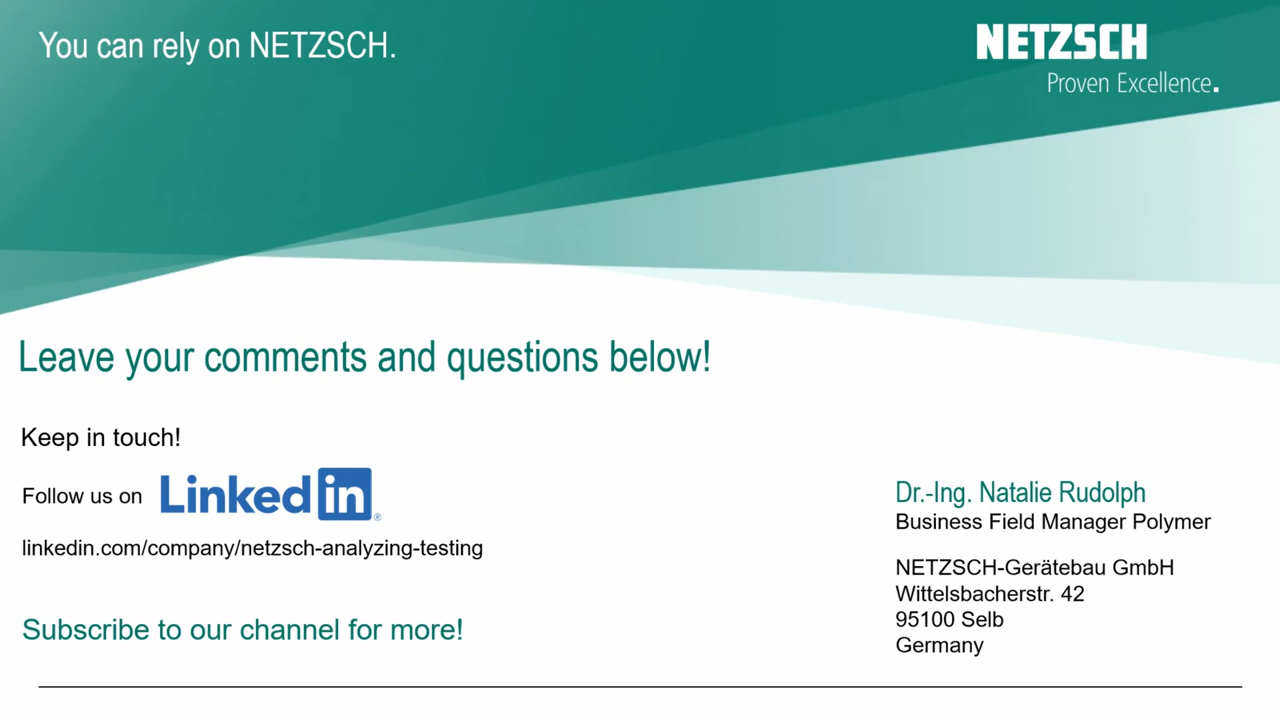 You can rely on NETZSCH.
NETZSCH
Proven Excellence.
Leave your comments and questions below!
Keep in touch!
Follow us on Linkedin®
linkedin.com/company/netzsch-analyzing-testing
Subscribe to our channel for more!
Dr.-Ing. Natalie Rudolph
Business Field Manager Polymer
NETZSCH-Gerätebau GmbH
Wittelsbacherstr. 42
95100 Selb
Germany